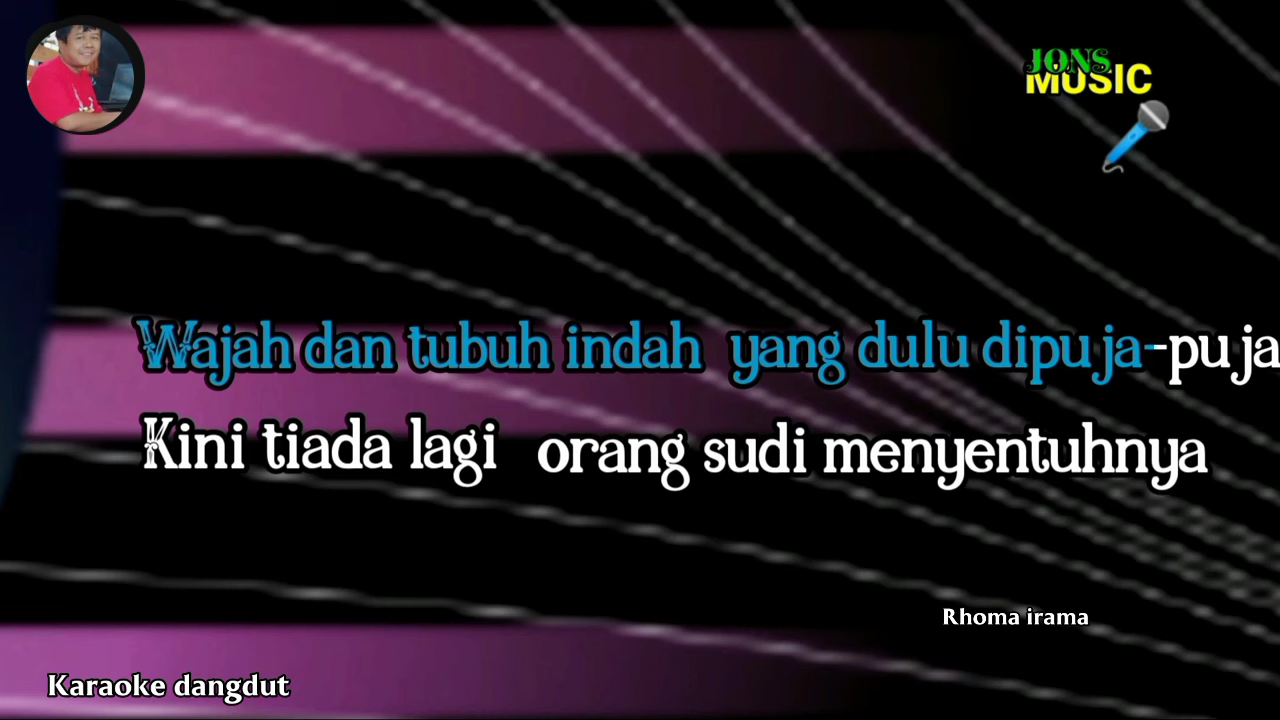 JONS
MUSIC
Wajah dan tubuh indah yang dulu dipuja-puja
Kini tiada lagi orang sudi menyentuhnya
Rhoma irama
Karaoke dangdut